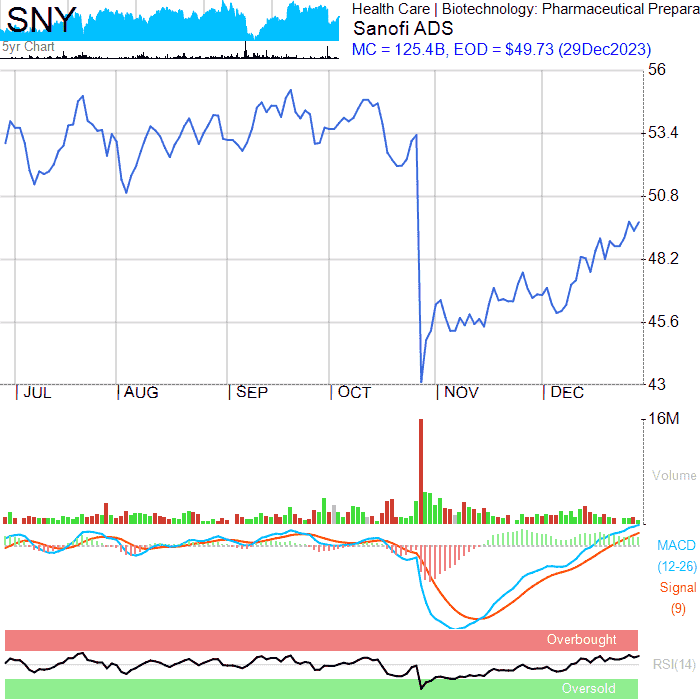 SNY
5yr Chart
Health Care | Biotechnology: Pharmaceutical Prepara
Sanofi ADS
MC = 125.4B, EOD = $49.73 (29Dec2023)
56
53.4
50.8
48.2
45.6
43
JUL AUG SEP OCT NOV DEC
16M
Volume
MACD
(12-26)
Signal
(9)
Overbought
RSI(14)
Oversold